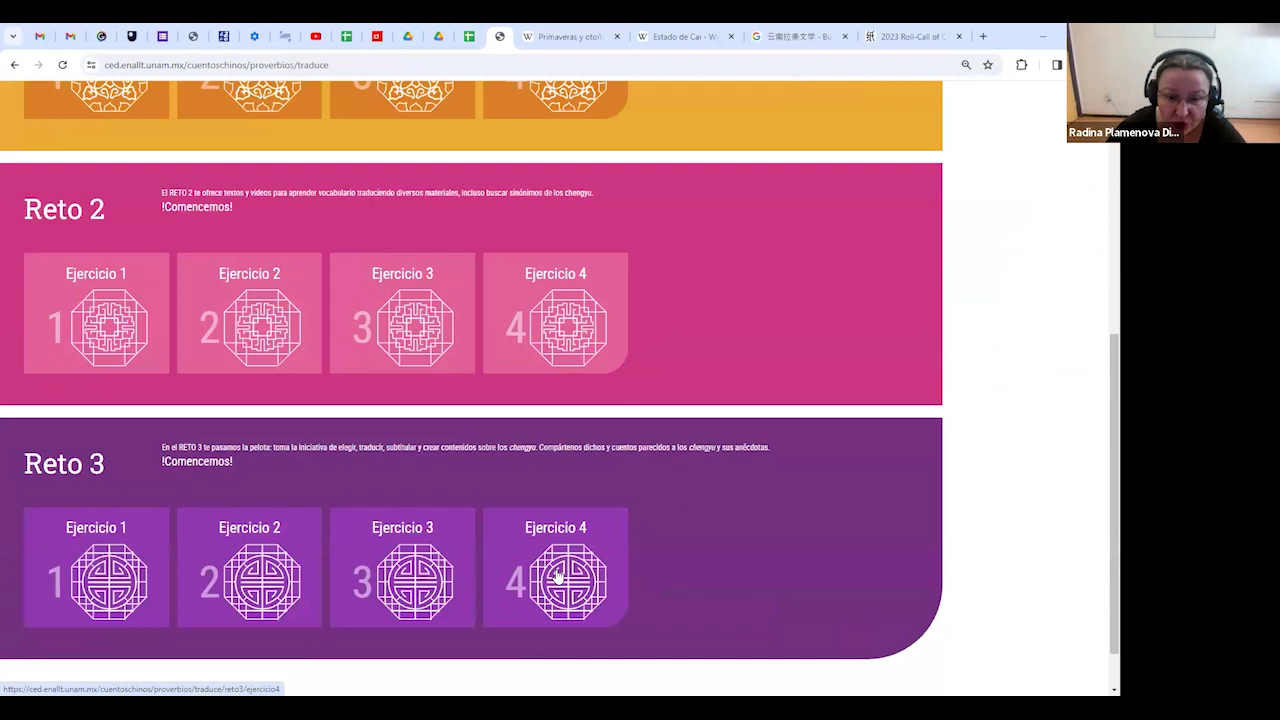 Primaveras y otoñ
Estado de Cai - W
云南拉美文学 - B
2023 Roll-Call of C
ced.enallt.unam.mx/cuentoschinos/proverbios/traduce
Radina Plamenova Di...
1
2
3
4
Reto 2
El RETO 2 te ofrece textos y videos para aprender vocabulario traduciendo diversos materiales, incluso buscar sinónimos de los chengyu.
!Comencemos!
Ejercicio 1
Ejercicio 2
Ejercicio 3
Ejercicio 4
1
2
3
4
Reto 3
En el RETO 3 te pasamos la pelota: toma la iniciativa de elegir, traducir, subtitular y crear contenidos sobre los chengyu. Compártenos dichos y cuentos parecidos a los chengyu y sus anécdotas.
!Comencemos!
Ejercicio 1
Ejercicio 2
Ejercicio 3
Ejercicio 4
1
2
3
4
https://ced.enallt.unam.mx/cuentoschinos/proverbios/traduce/reto3/ejercicio4